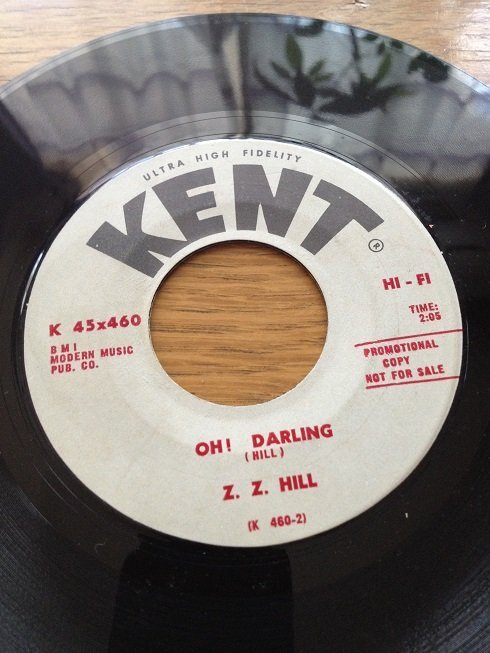 ULTRA HIGH FIDELITY
KENT
®
HI - FI
K 45x460
TIME:
2:05
BMI
MODERN MUSIC
PUB. CO.
PROMOTIONAL
COPY
NOT FOR SALE
OH! DARLING
(HILL)
Z. Z. HILL
(K 460-2)